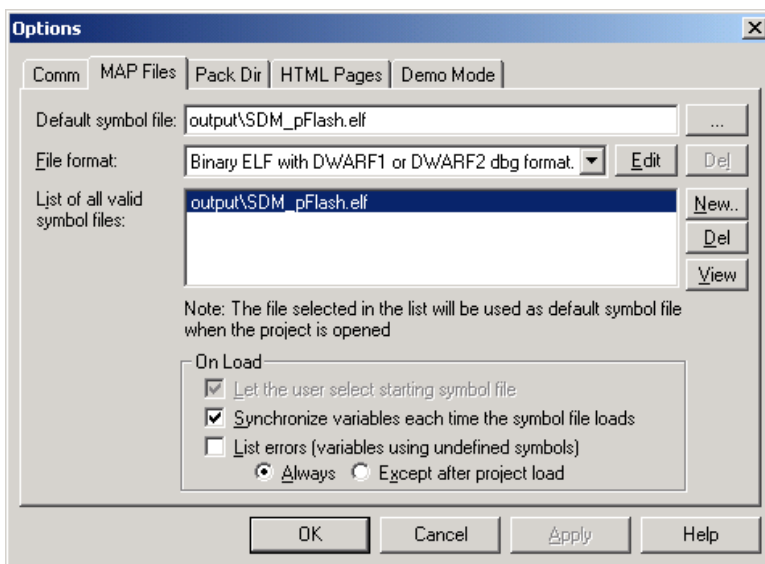 Options
Comm MAP Files Pack Dir HTML Pages Demo Mode
Default symbol file: output\SDM_pFlash.elf ...
File format: Binary ELF with DWARF1 or DWARF2 dbg format. Edit Del
List of all valid
symbol files:
output\SDM_pFlash.elf
New..
Del
View
Note: The file selected in the list will be used as default symbol file
when the project is opened
On Load
Let the user select starting symbol file
Synchronize variables each time the symbol file loads
List errors (variables using undefined symbols)
Always Except after project load
OK Cancel Apply Help